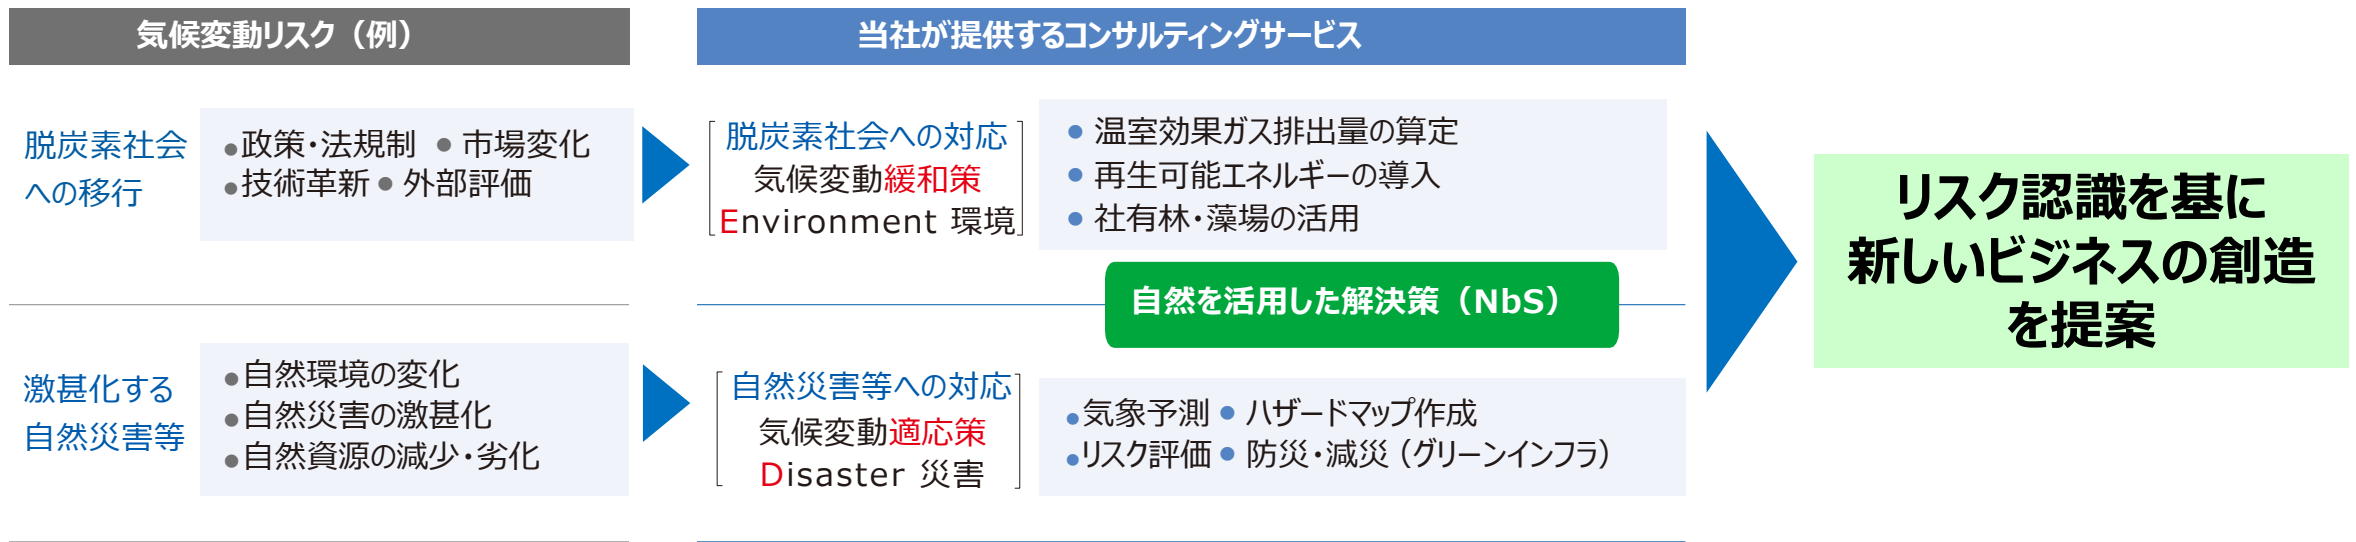 気候変動リスク（例）
当社が提供するコンサルティングサービス
脱炭素社会
への移行
●政策・法規制 ● 市場変化
●技術革新 ● 外部評価
脱炭素社会への対応
気候変動緩和策
Environment 環境
● 温室効果ガス排出量の算定
● 再生可能エネルギーの導入
● 社有林・藻場の活用
自然を活用した解決策（NbS）
激甚化する
自然災害等
●自然環境の変化
●自然災害の激甚化
●自然資源の減少・劣化
自然災害等への対応
気候変動適応策
Disaster 災害
●気象予測 ● ハザードマップ作成
●リスク評価 ● 防災・減災（グリーンインフラ）
リスク認識を基に
新しいビジネスの創造
を提案